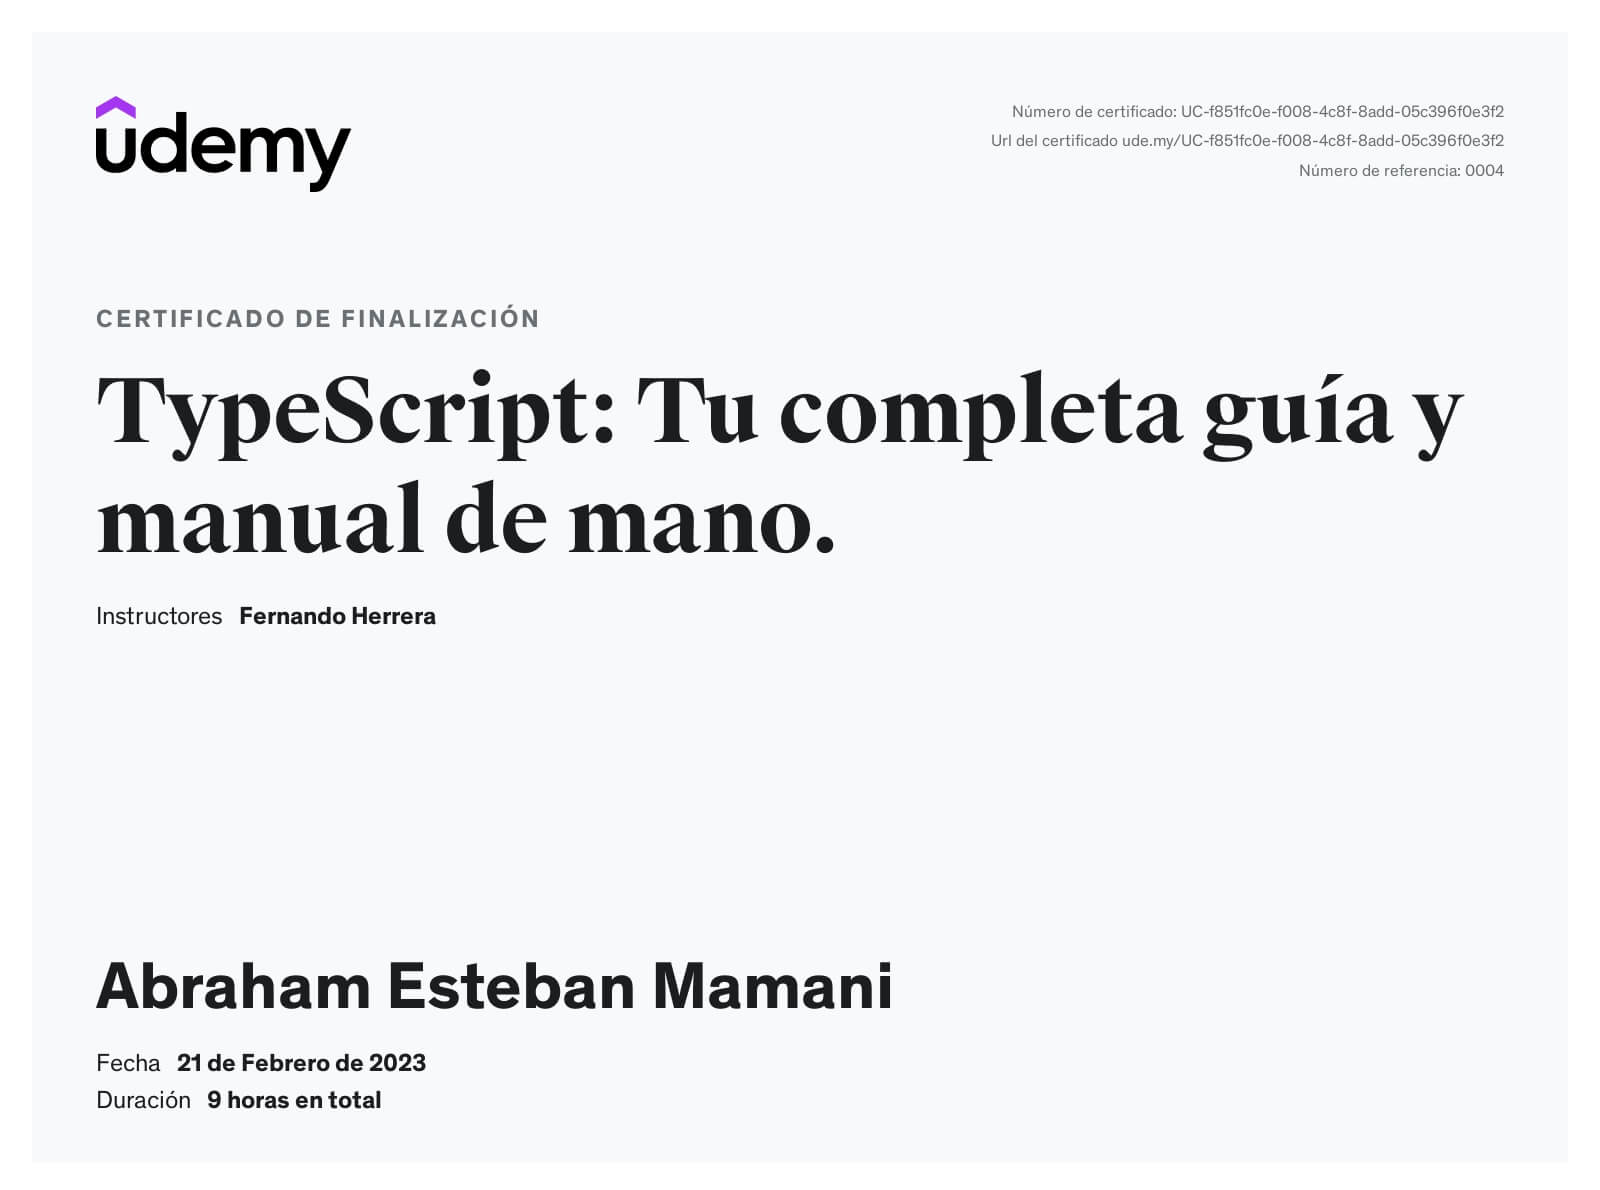 udemy
Número de certificado: UC-f851fc0e-f008-4c8f-8add-05c396f0e3f2
Url del certificado ude.my/UC-f851fc0e-f008-4c8f-8add-05c396f0e3f2
Número de referencia: 0004
CERTIFICADO DE FINALIZACIÓN
TypeScript: Tu completa guía y
manual de mano.
Instructores Fernando Herrera
Abraham Esteban Mamani
Fecha 21 de Febrero de 2023
Duración 9 horas en total